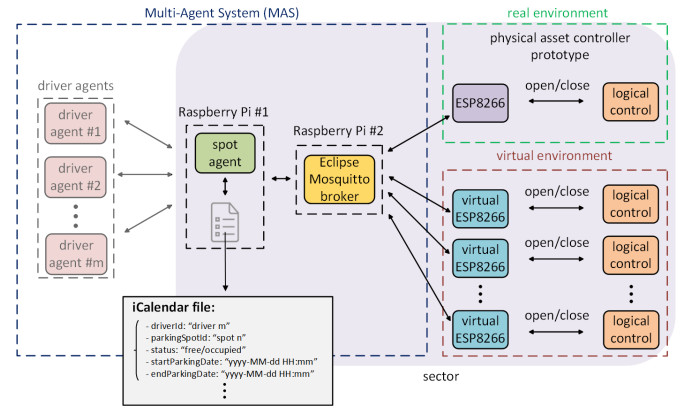 Multi-Agent System (MAS)
real environment
physical asset controller
prototype
driver agents
driver
agent #1
driver
agent #2
driver
agent #m
Raspberry Pi #1
spot
agent
Raspberry Pi #2
Eclipse
Mosquitto
broker
ESP8266
open/close
logical
control
virtual environment
virtual
ESP8266
open/close
logical
control
virtual
ESP8266
open/close
logical
control
virtual
ESP8266
open/close
logical
control
iCalendar file:
- driverId: “driver m”
- parkingSpotId: “spot n”
- status: “free/occupied”
- startParkingDate: “yyyy-MM-dd HH:mm”
- endParkingDate: “yyyy-MM-dd HH:mm”
sector